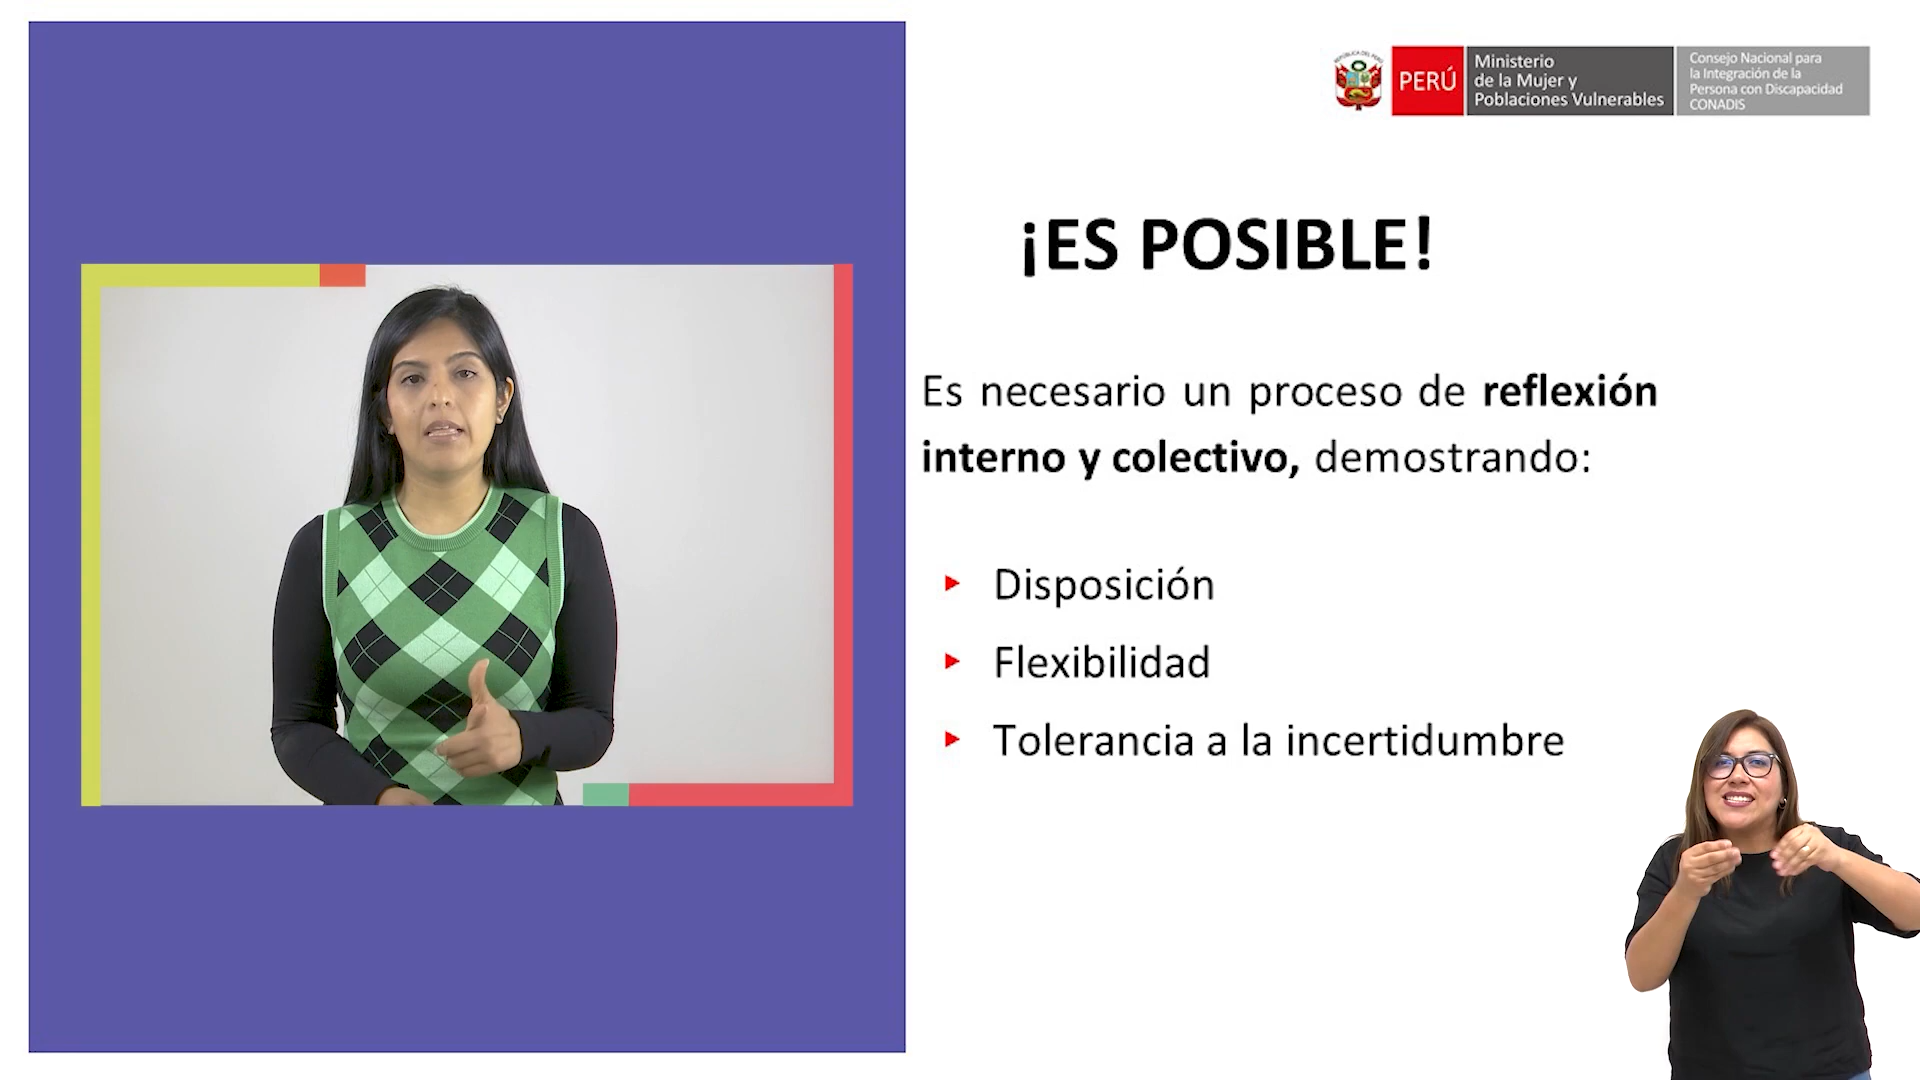 PERÚ
Ministerio
de la Mujer y
Poblaciones Vulnerables
Consejo Nacional para
la Integración de la
Persona con Discapacidad
CONADIS
¡ES POSIBLE!
Es necesario un proceso de reflexión
interno y colectivo, demostrando:
Disposición
Flexibilidad
Tolerancia a la incertidumbre